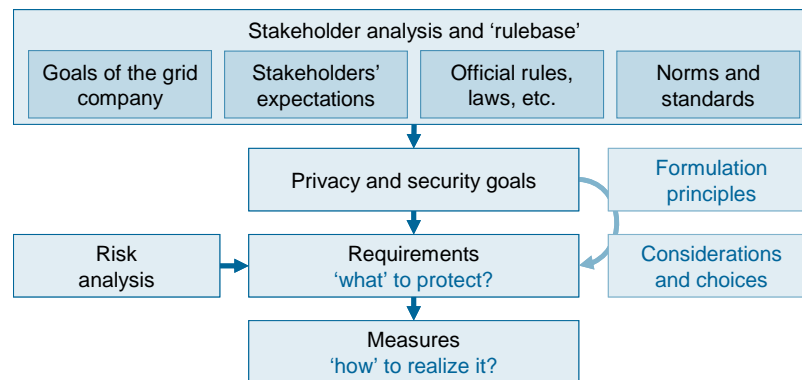 Stakeholder analysis and ‘rulebase’
Goals of the grid
company
Stakeholders’
expectations
Official rules,
laws, etc.
Norms and
standards
Privacy and security goals
Formulation
principles
Risk
analysis
Requirements
‘what’ to protect?
Considerations
and choices
Measures
‘how’ to realize it?